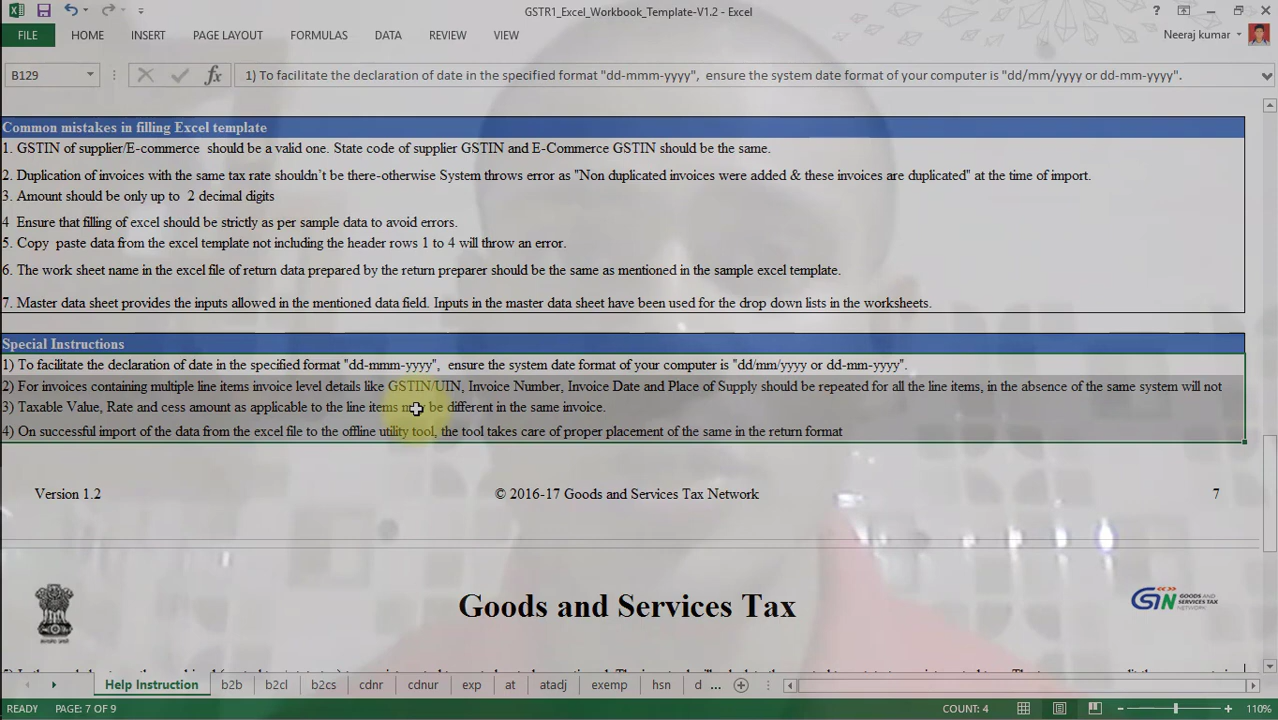 GSTR1_Excel_Workbook_Template-V1.2 - Excel
FILE HOME INSERT PAGE LAYOUT FORMULAS DATA REVIEW VIEW Neeraj kumar
B129 fx 1) To facilitate the declaration of date in the specified format "dd-mmm-yyyy", ensure the system date format of your computer is "dd/mm/yyyy or dd-mm-yyyy".
Common mistakes in filling Excel template
1. GSTIN of supplier/E-commerce should be a valid one. State code of supplier GSTIN and E-Commerce GSTIN should be the same.
2. Duplication of invoices with the same tax rate shouldn't be there-otherwise System throws error as "Non duplicated invoices were added & these invoices are duplicated" at the time of import.
3. Amount should be only up to 2 decimal digits
4 Ensure that filling of excel should be strictly as per sample data to avoid errors.
5. Copy paste data from the excel template not including the header rows 1 to 4 will throw an error.
6. The work sheet name in the excel file of return data prepared by the return preparer should be the same as mentioned in the sample excel template.
7. Master data sheet provides the inputs allowed in the mentioned data field. Inputs in the master data sheet have been used for the drop down lists in the worksheets.
Special Instructions
1) To facilitate the declaration of date in the specified format "dd-mmm-yyyy", ensure the system date format of your computer is "dd/mm/yyyy or dd-mm-yyyy".
2) For invoices containing multiple line items invoice level details like GSTIN/UIN, Invoice Number, Invoice Date and Place of Supply should be repeated for all the line items, in the absence of the same system will not
3) Taxable Value, Rate and cess amount as applicable to the line items may be different in the same invoice.
4) On successful import of the data from the excel file to the offline utility tool, the tool takes care of proper placement of the same in the return format
Version 1.2 © 2016-17 Goods and Services Tax Network 7
Goods and Services Tax
GSTN GOODS AND SERVICES TAX NETWORK
Help Instruction b2b b2cl b2cs cdnr cdnur exp at atadj exemp hsn d ...
READY PAGE: 7 OF 9 COUNT: 4 110%